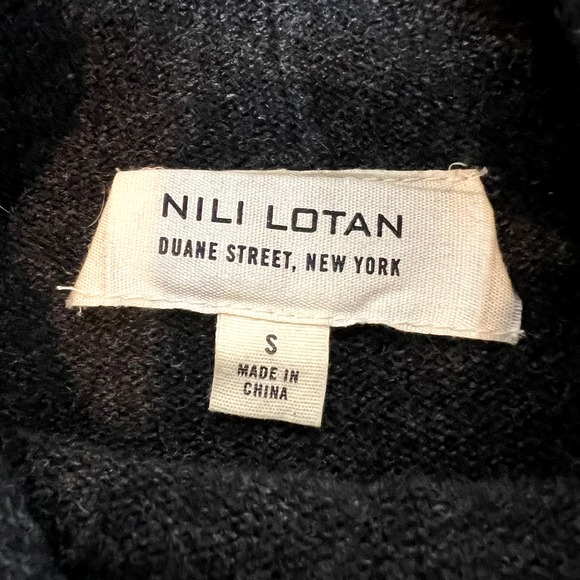 NILI LOTAN
DUANE STREET, NEW YORK
S
MADE IN
CHINA